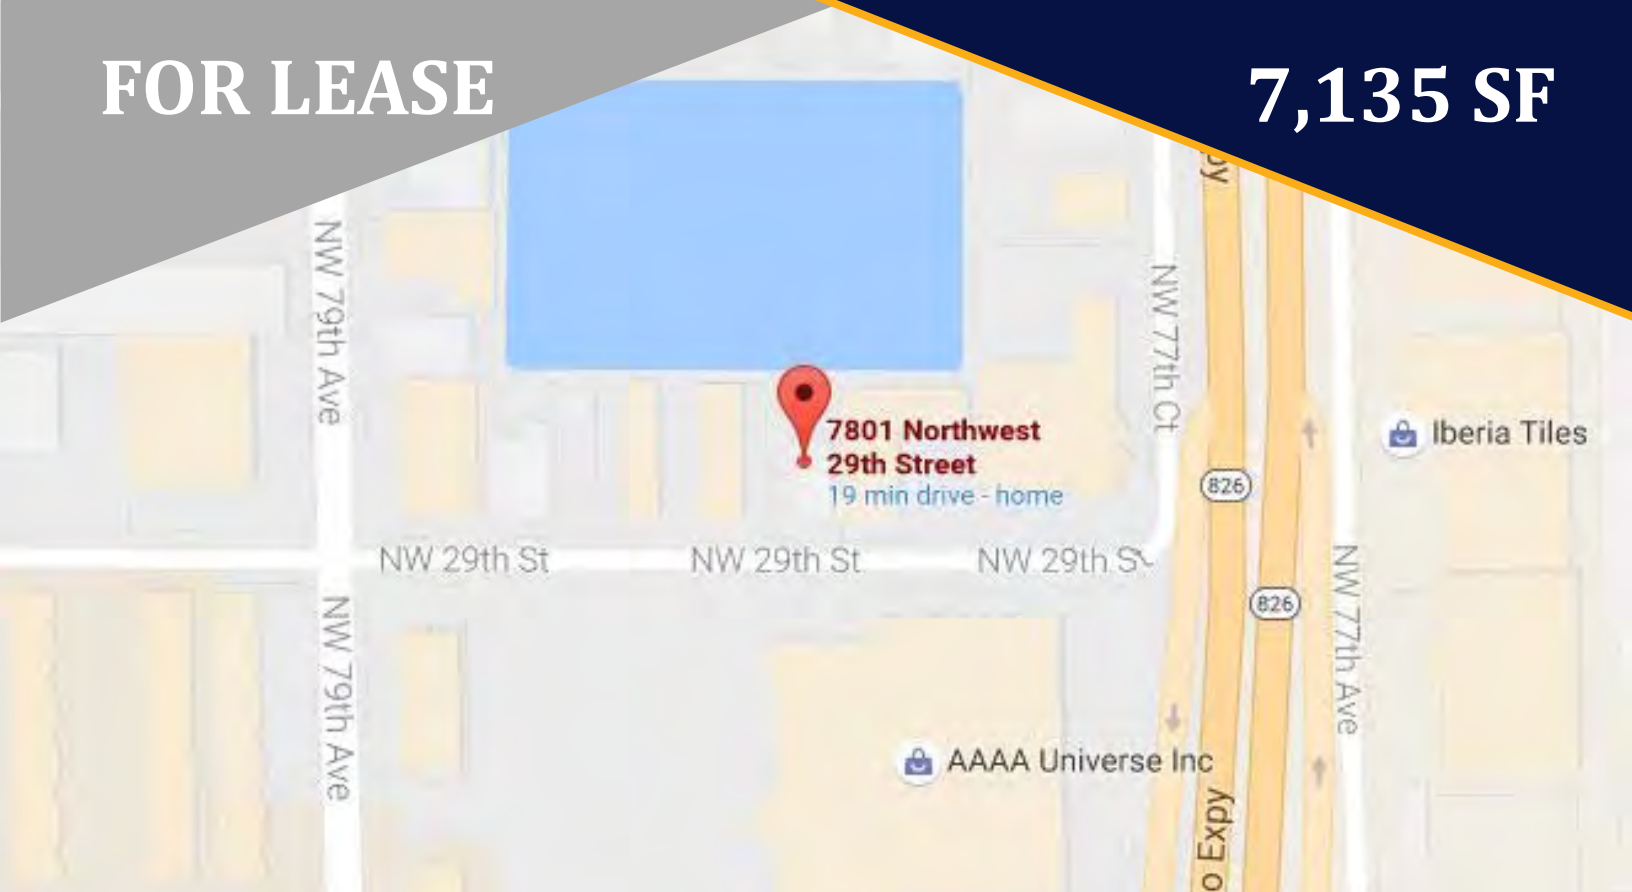 FOR LEASE
7,135 SF
NW 79th Ave
NW 77th Ct
7801 Northwest
29th Street
19 min drive - home
Iberia Tiles
826
NW 29th St
NW 29th St
NW 29th S
826
NW 79th Ave
NW 77th Ave
AAAA Universe Inc
o Expy